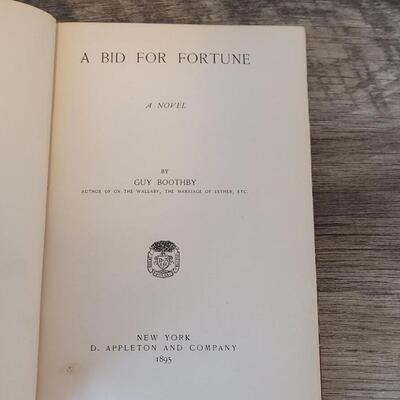 A BID FOR FORTUNE
A NOVEL
BY
GUY BOOTHBY
AUTHOR OF ON THE WALLABY, THE MARRIAGE OF ESTHER, ETC.
NEW YORK
D. APPLETON AND COMPANY
1895